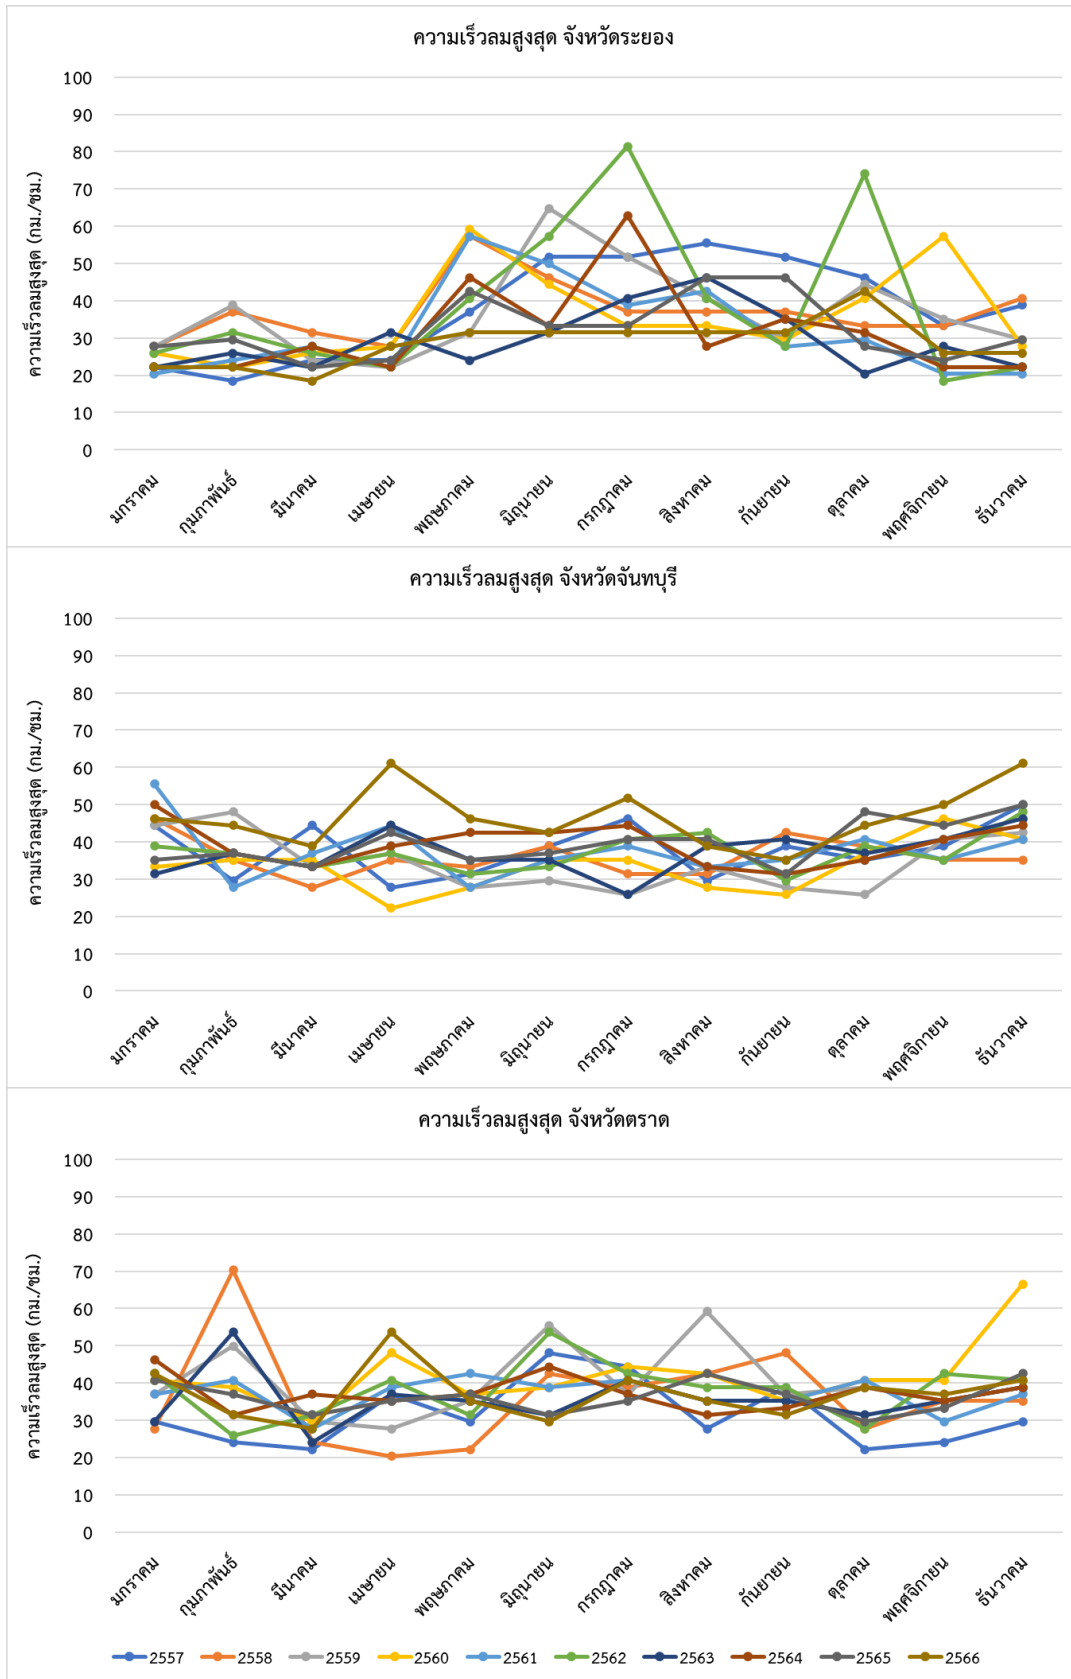 ความเร็วลมสูงสุด จังหวัดระยอง
ความเร็วลมสูงสุด (กม./ชม.)
100
90
80
70
60
50
40
30
20
10
0
มกราคม
กุมภาพันธ์
มีนาคม
เมษายน
พฤษภาคม
มิถุนายน
กรกฎาคม
สิงหาคม
กันยายน
ตุลาคม
พฤศจิกายน
ธันวาคม
ความเร็วลมสูงสุด จังหวัดจันทบุรี
ความเร็วลมสูงสุด (กม./ชม.)
100
90
80
70
60
50
40
30
20
10
0
มกราคม
กุมภาพันธ์
มีนาคม
เมษายน
พฤษภาคม
มิถุนายน
กรกฎาคม
สิงหาคม
กันยายน
ตุลาคม
พฤศจิกายน
ธันวาคม
ความเร็วลมสูงสุด จังหวัดตราด
ความเร็วลมสูงสุด (กม./ชม.)
100
90
80
70
60
50
40
30
20
10
0
มกราคม
กุมภาพันธ์
มีนาคม
เมษายน
พฤษภาคม
มิถุนายน
กรกฎาคม
สิงหาคม
กันยายน
ตุลาคม
พฤศจิกายน
ธันวาคม
2557 2558 2559 2560 2561 2562 2563 2564 2565 2566